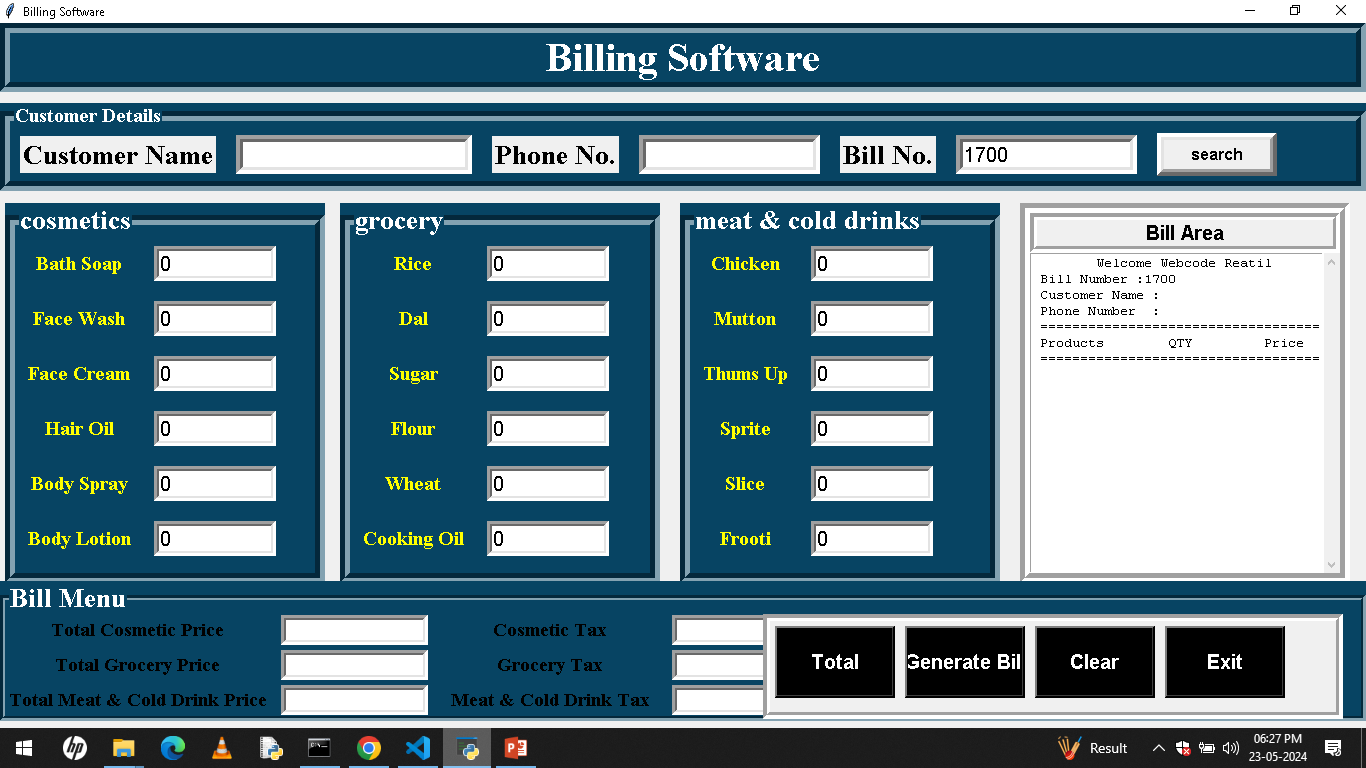 Billing Software
Billing Software
Customer Details
Customer Name Phone No. Bill No. 1700 search
cosmetics
Bath Soap 0
Face Wash 0
Face Cream 0
Hair Oil 0
Body Spray 0
Body Lotion 0
grocery
Rice 0
Dal 0
Sugar 0
Flour 0
Wheat 0
Cooking Oil 0
meat & cold drinks
Chicken 0
Mutton 0
Thums Up 0
Sprite 0
Slice 0
Frooti 0
Bill Area
Welcome Webcode Reatil
Bill Number :1700
Customer Name :
Phone Number :
===================================
Products QTY Price
===================================
Bill Menu
Total Cosmetic Price Cosmetic Tax
Total Grocery Price Grocery Tax
Total Meat & Cold Drink Price Meat & Cold Drink Tax
Total Generate Bil Clear Exit
hp
Result
06:27 PM
23-05-2024